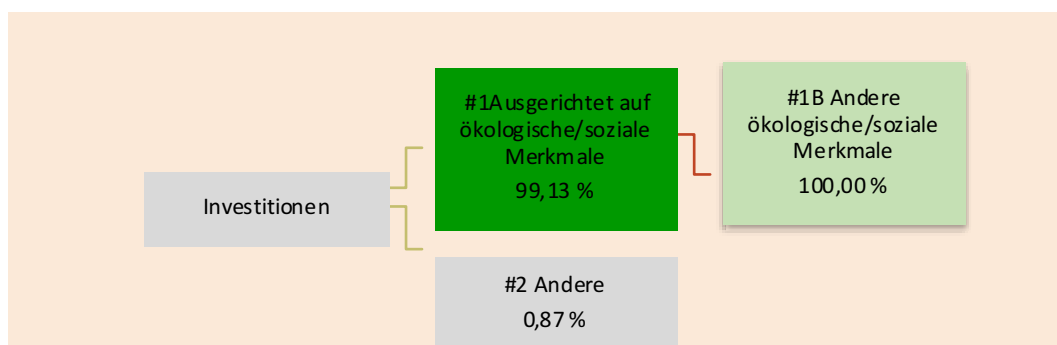 Investitionen
#1Ausgerichtet auf
ökologische/soziale
Merkmale
99,13 %
#1B Andere
ökologische/soziale
Merkmale
100,00 %
#2 Andere
0,87 %